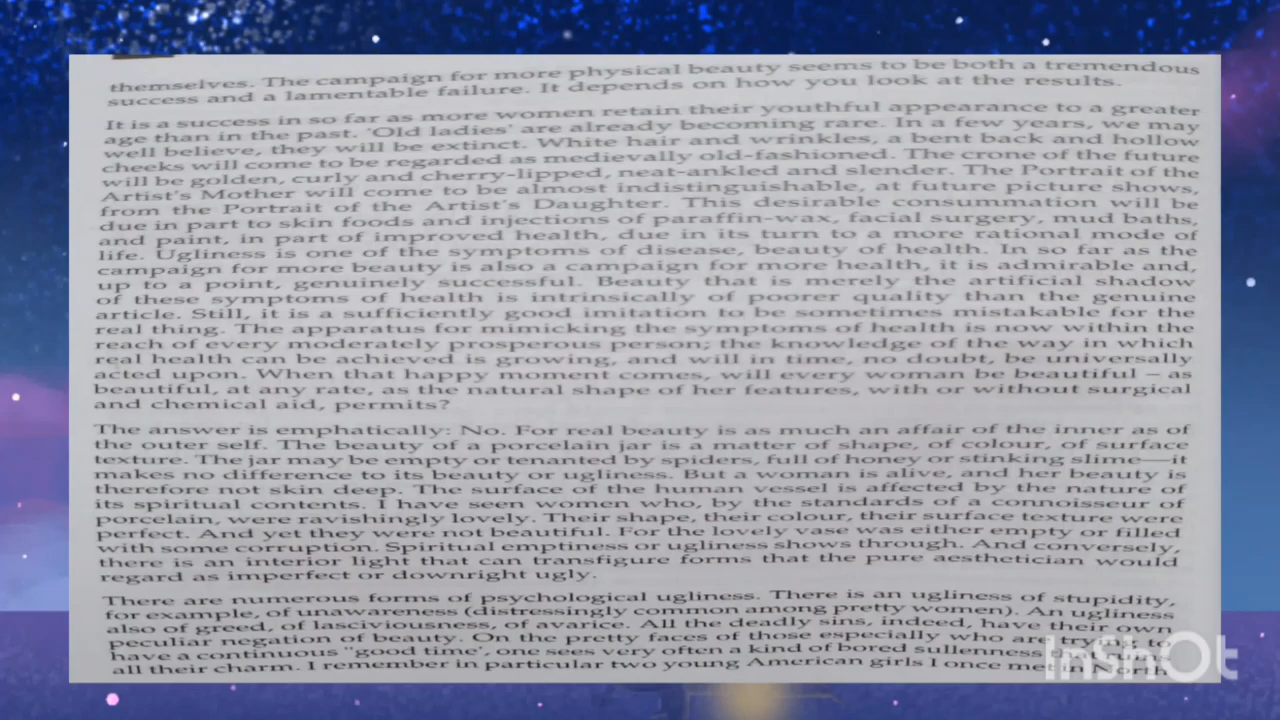 themselves. The campaign for more physical beauty seems to be both a tremendous
success and a lamentable failure. It depends on how you look at the results.
It is a success in so far as more women retain their youthful appearance to a greater
age than in the past. 'Old ladies' are already becoming rare. In a few years, we may
well believe, they will be extinct. White hair and wrinkles, a bent back and hollow
cheeks will come to be regarded as medievally old-fashioned. The crone of the future
will be golden, curly and cherry-lipped, neat-ankled and slender. The Portrait of the
Artist's Mother will come to be almost indistinguishable, at future picture shows,
from the Portrait of the Artist's Daughter. This desirable consummation will be
due in part to skin foods and injections of paraffin-wax, facial surgery, mud baths,
and paint, in part of improved health, due in its turn to a more rational mode of
life. Ugliness is one of the symptoms of disease, beauty of health. In so far as the
campaign for more beauty is also a campaign for more health, it is admirable and,
up to a point, genuinely successful. Beauty that is merely the artificial shadow
of these symptoms of health is intrinsically of poorer quality than the genuine
article. Still, it is a sufficiently good imitation to be sometimes mistakable for the
real thing. The apparatus for mimicking the symptoms of health is now within the
reach of every moderately prosperous person; the knowledge of the way in which
real health can be achieved is growing, and will in time, no doubt, be universally
acted upon. When that happy moment comes, will every woman be beautiful – as
beautiful, at any rate, as the natural shape of her features, with or without surgical
and chemical aid, permits?
The answer is emphatically: No. For real beauty is as much an affair of the inner as of
the outer self. The beauty of a porcelain jar is a matter of shape, of colour, of surface
texture. The jar may be empty or tenanted by spiders, full of honey or stinking slime—it
makes no difference to its beauty or ugliness. But a woman is alive, and her beauty is
therefore not skin deep. The surface of the human vessel is affected by the nature of
its spiritual contents. I have seen women who, by the standards of a connoisseur of
porcelain, were ravishingly lovely. Their shape, their colour, their surface texture were
perfect. And yet they were not beautiful. For the lovely vase was either empty or filled
with some corruption. Spiritual emptiness or ugliness shows through. And conversely,
there is an interior light that can transfigure forms that the pure aesthetician would
regard as imperfect or downright ugly.
There are numerous forms of psychological ugliness. There is an ugliness of stupidity,
for example, of unawareness (distressingly common among pretty women). An ugliness
also of greed, of lasciviousness, of avarice. All the deadly sins, indeed, have their own
peculiar negation of beauty. On the pretty faces of those especially who are trying to
have a continuous "good time', one sees very often a kind of bored sullenness
all their charm. I remember in particular two young American girls I once met in North
InShOt